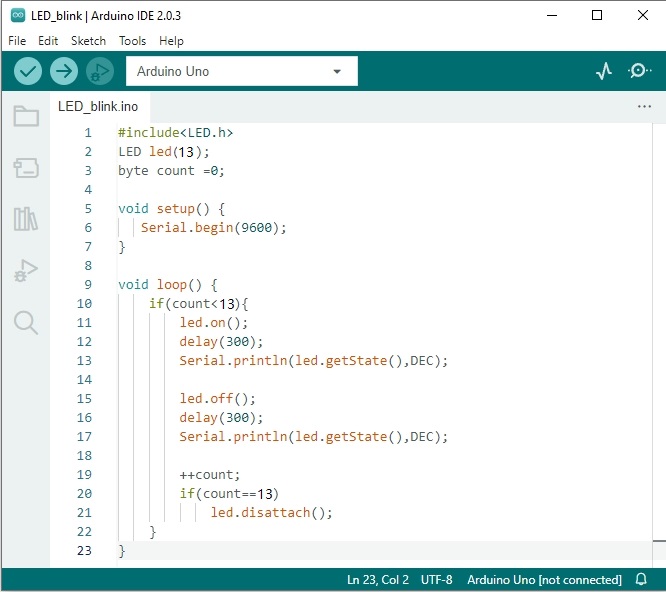 LED_blink | Arduino IDE 2.0.3
File Edit Sketch Tools Help
Arduino Uno
LED_blink.ino
1 #include<LED.h>
2 LED led(13);
3 byte count =0;
4
5 void setup() {
6 Serial.begin(9600);
7 }
8
9 void loop() {
10 if(count<13){
11 led.on();
12 delay(300);
13 Serial.println(led.getState(),DEC);
14
15 led.off();
16 delay(300);
17 Serial.println(led.getState(),DEC);
18
19 ++count;
20 if(count==13)
21 led.disattach();
22 }
23 }
Ln 23, Col 2 UTF-8 Arduino Uno [not connected]